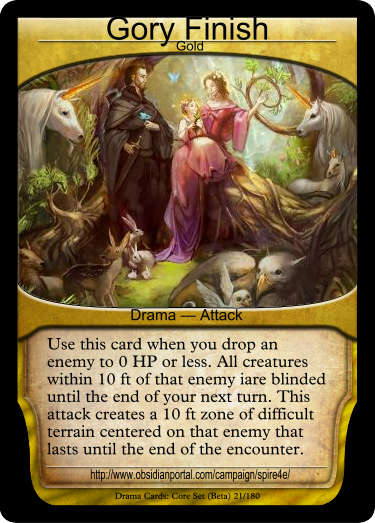 Gory Finish
Gold
Drama — Attack
Use this card when you drop an
enemy to 0 HP or less. All creatures
within 10 ft of that enemy iare blinded
until the end of your next turn. This
attack creates a 10 ft zone of difficult
terrain centered on that enemy that
lasts until the end of the encounter.
http://www.obsidianportal.com/campaign/spire4e/
Drama Cards: Core Set (Beta) 21/180